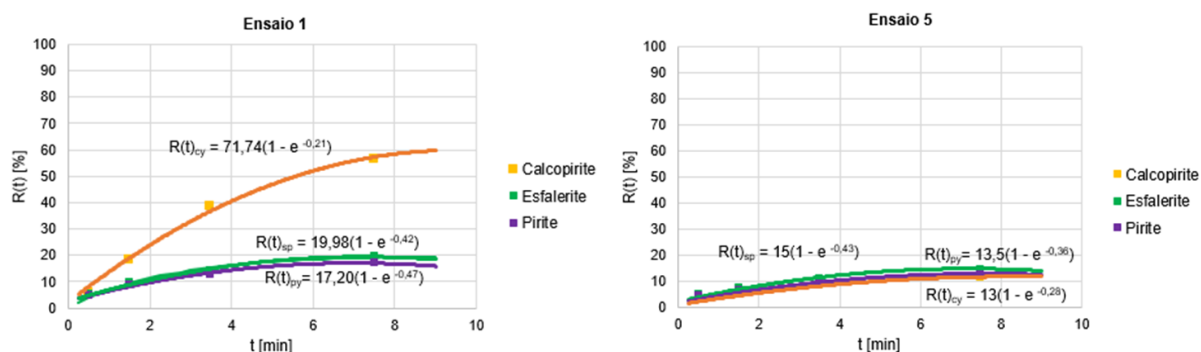 Ensaio 1
R(t) [%]
100
90
80
70
60
50
40
30
20
10
0
0 2 4 6 8 10
t [min]
R(t)cy = 71,74(1 - e -0,21)
R(t)sp = 19,98(1 - e -0,42)
R(t)py = 17,20(1 - e -0,47)
Calcopirite
Esfalerite
Pirite
Ensaio 5
R(t) [%]
100
90
80
70
60
50
40
30
20
10
0
0 2 4 6 8 10
t [min]
R(t)sp = 15(1 - e -0,43)
R(t)py = 13,5(1 - e -0,36)
R(t)cy = 13(1 - e -0,28)
Calcopirite
Esfalerite
Pirite